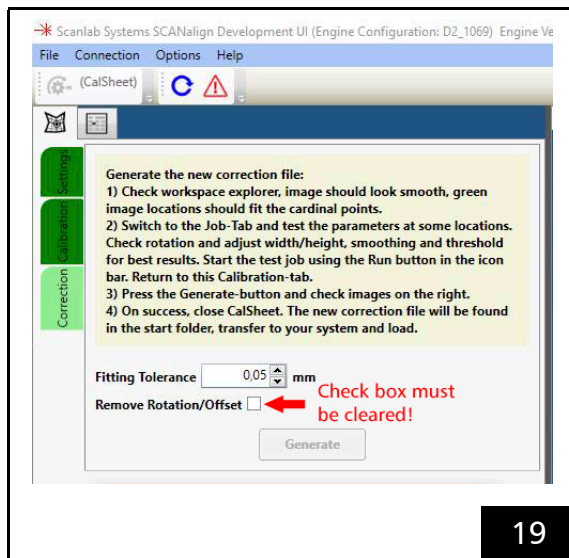 Scanlab Systems SCANalign Development UI (Engine Configuration: D2_1069) Engine Ve
File Connection Options Help
(CalSheet)
Settings
Calibration
Correction
Generate the new correction file:
1) Check workspace explorer, image should look smooth, green
image locations should fit the cardinal points.
2) Switch to the Job-Tab and test the parameters at some locations.
Check rotation and adjust width/height, smoothing and threshold
for best results. Start the test job using the Run button in the icon
bar. Return to this Calibration-tab.
3) Press the Generate-button and check images on the right.
4) On success, close CalSheet. The new correction file will be found
in the start folder, transfer to your system and load.
Fitting Tolerance 0,05 mm
Remove Rotation/Offset
Check box must
be cleared!
Generate
19